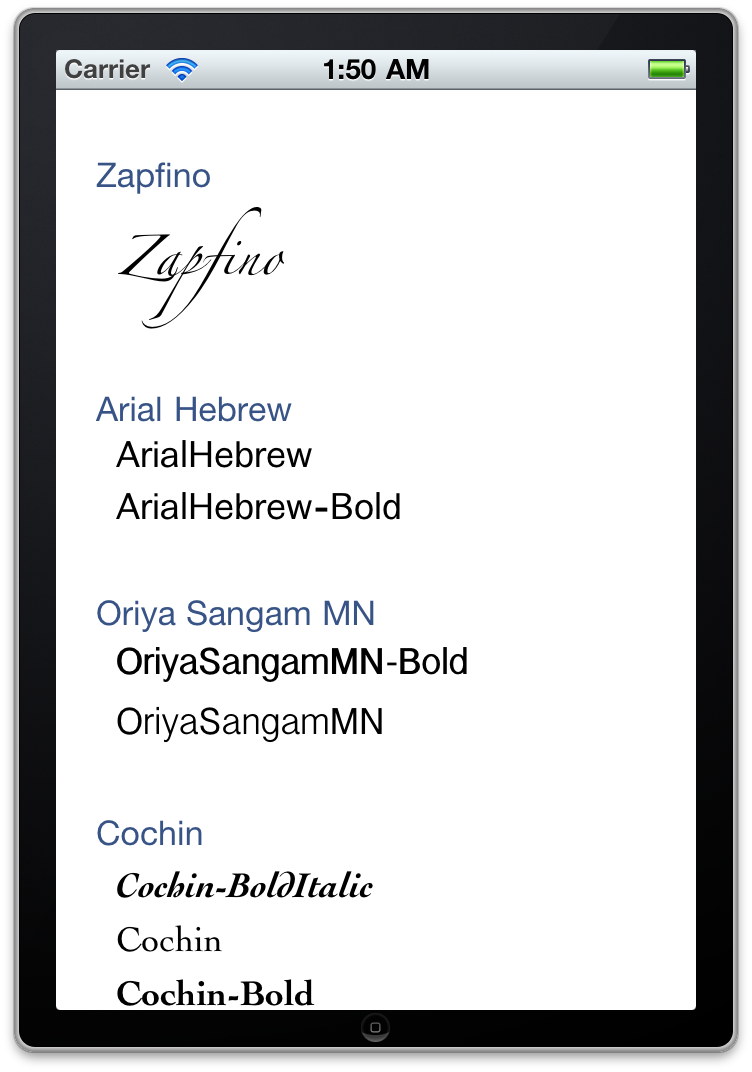 Carrier 1:50 AM
Zapfino
Zapfino
Arial Hebrew
ArialHebrew
ArialHebrew-Bold
Oriya Sangam MN
OriyaSangamMN-Bold
OriyaSangamMN
Cochin
Cochin-BoldItalic
Cochin
Cochin-Bold